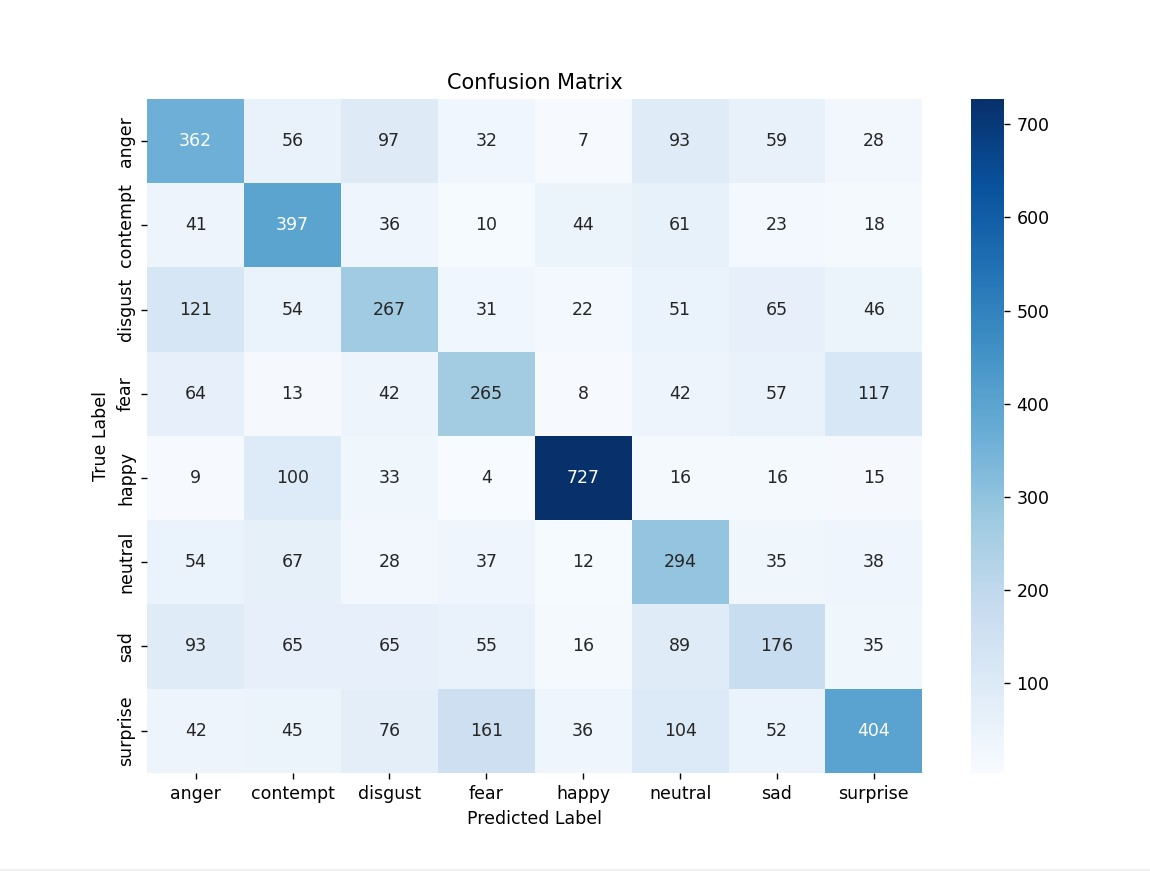 Confusion Matrix
True Label
anger 362 56 97 32 7 93 59 28
contempt 41 397 36 10 44 61 23 18
disgust 121 54 267 31 22 51 65 46
fear 64 13 42 265 8 42 57 117
happy 9 100 33 4 727 16 16 15
neutral 54 67 28 37 12 294 35 38
sad 93 65 65 55 16 89 176 35
surprise 42 45 76 161 36 104 52 404
anger contempt disgust fear happy neutral sad surprise
Predicted Label
700
600
500
400
300
200
100